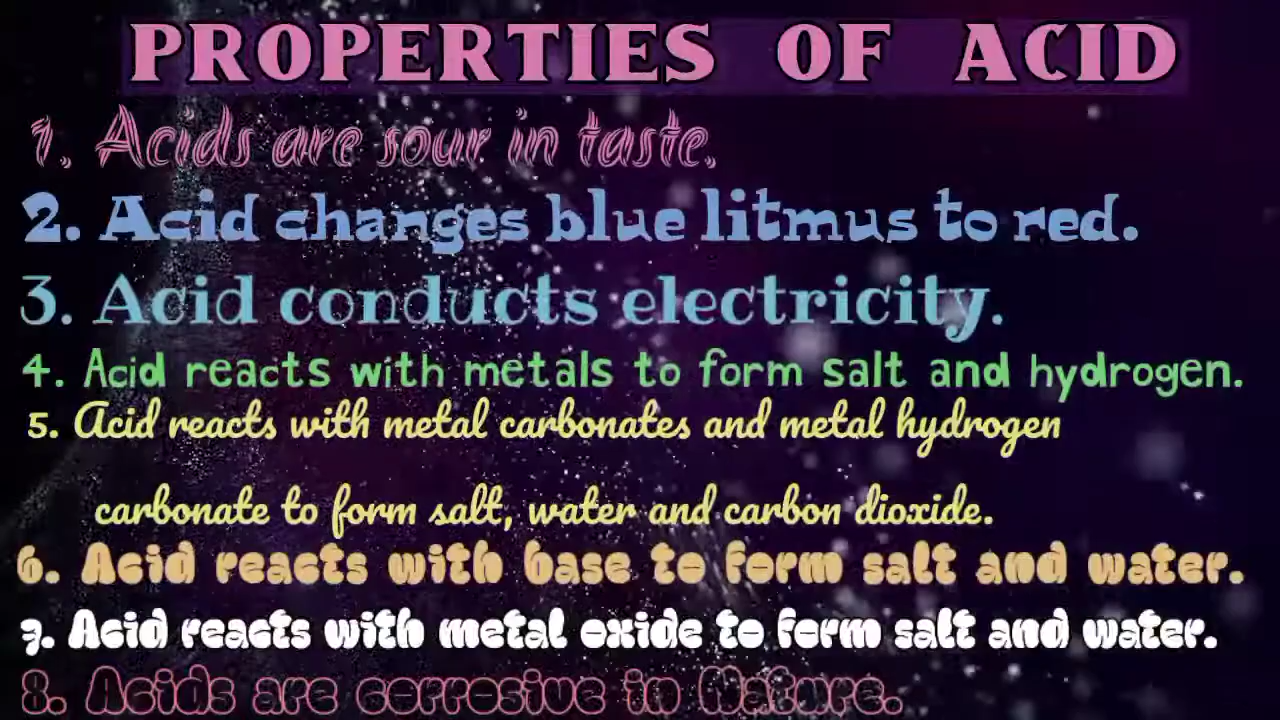 PROPERTIES OF ACID
1. Acids are sour in taste.
2. Acid changes blue litmus to red.
3. Acid conducts electricity.
4. Acid reacts with metals to form salt and hydrogen.
5. Acid reacts with metal carbonates and metal hydrogen
carbonate to form salt, water and carbon dioxide.
6. Acid reacts with base to form salt and water.
7. Acid reacts with metal oxide to form salt and water.
8. Acids are corrosive in Nature.